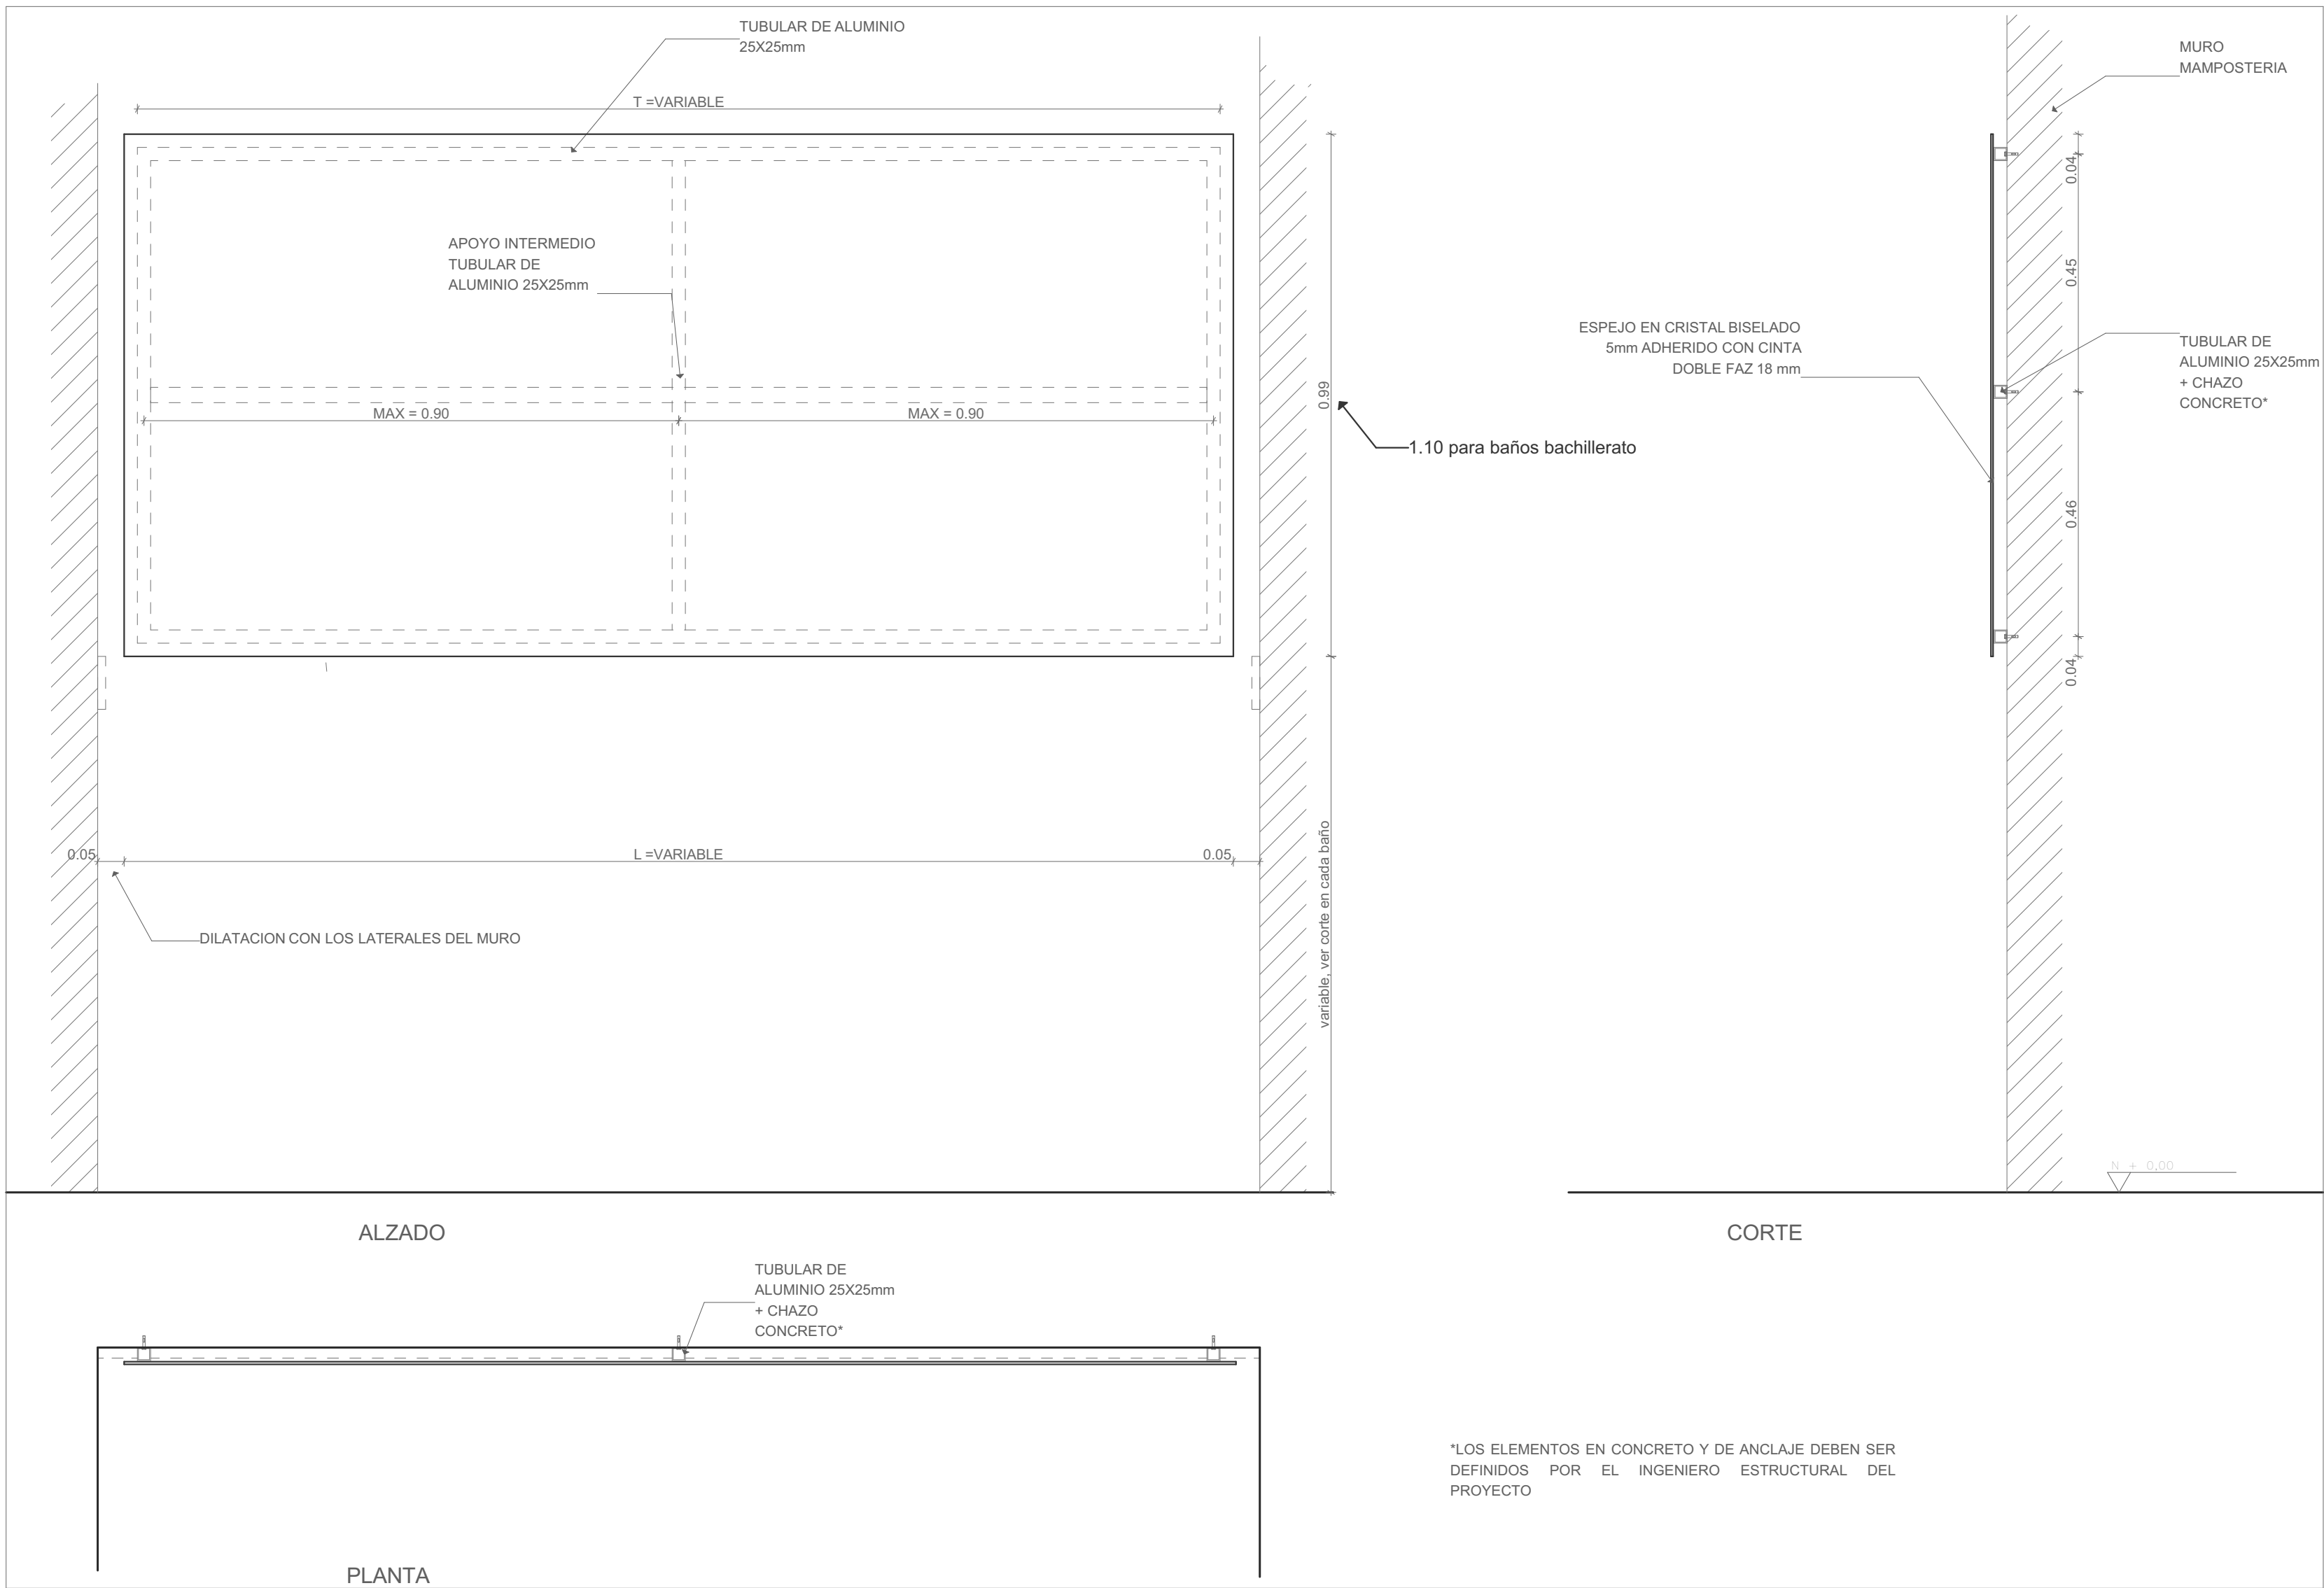 TUBULAR DE ALUMINIO
25X25mm
T =VARIABLE
APOYO INTERMEDIO
TUBULAR DE
ALUMINIO 25X25mm
MAX = 0.90
MAX = 0.90
0.99
1.10 para baños bachillerato
variable, ver corte en cada baño
0.05
L =VARIABLE
0.05
DILATACION CON LOS LATERALES DEL MURO
ALZADO
MURO
MAMPOSTERIA
0.04
0.45
ESPEJO EN CRISTAL BISELADO
5mm ADHERIDO CON CINTA
DOBLE FAZ 18 mm
TUBULAR DE
ALUMINIO 25X25mm
+ CHAZO
CONCRETO*
0.46
0.04
N + 0,00
CORTE
TUBULAR DE
ALUMINIO 25X25mm
+ CHAZO
CONCRETO*
PLANTA
*LOS ELEMENTOS EN CONCRETO Y DE ANCLAJE DEBEN SER
DEFINIDOS POR EL INGENIERO ESTRUCTURAL DEL
PROYECTO